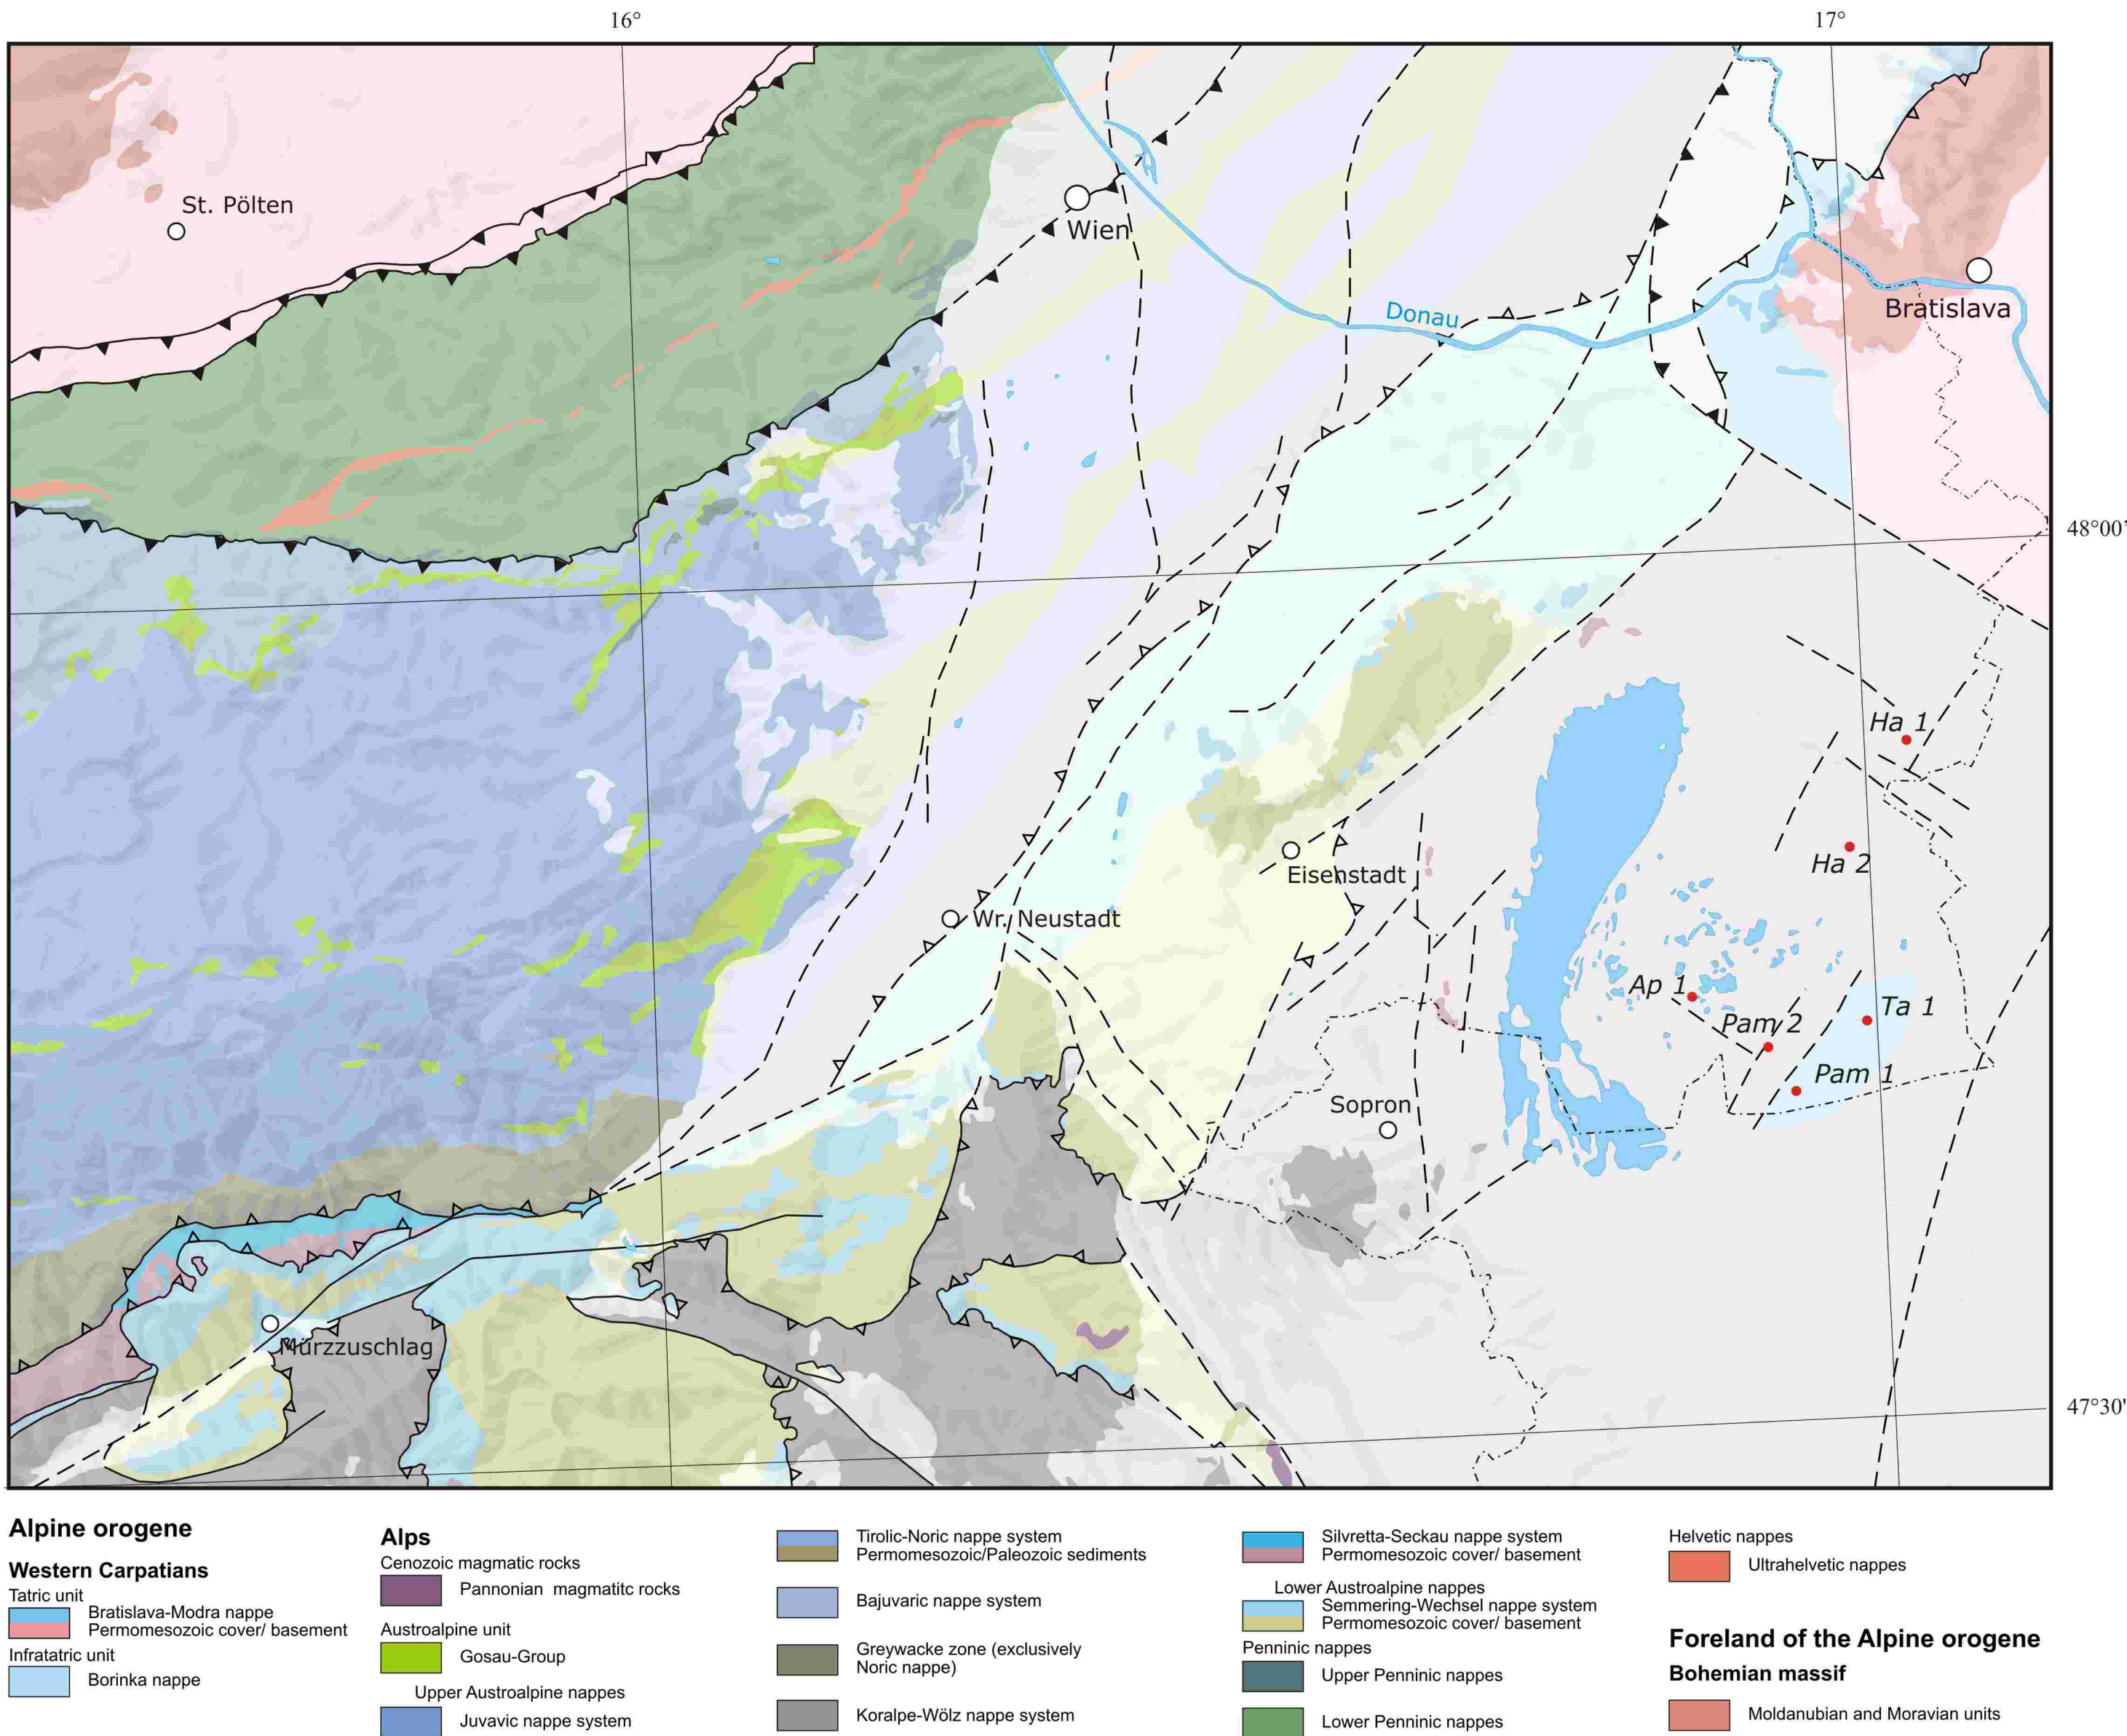 16°
17°
St. Pölten
Wien
Donau
Bratislava
48°00'
Ha 1
Ha 2
Eisenstadt
Wr. Neustadt
Ap 1
Ta 1
Pam 2
Pam 1
Sopron
Mürzzuschlag
47°30'
Alpine orogene
Western Carpatians
Tatric unit
Bratislava-Modra nappe
Permomesozoic cover/ basement
Infratatric unit
Borinka nappe
Alps
Cenozoic magmatic rocks
Pannonian magmatitc rocks
Austroalpine unit
Gosau-Group
Upper Austroalpine nappes
Juvavic nappe system
Tirolic-Noric nappe system
Permomesozoic/Paleozoic sediments
Bajuvaric nappe system
Greywacke zone (exclusively
Noric nappe)
Koralpe-Wölz nappe system
Silvretta-Seckau nappe system
Permomesozoic cover/ basement
Lower Austroalpine nappes
Semmering-Wechsel nappe system
Permomesozoic cover/ basement
Penninic nappes
Upper Penninic nappes
Lower Penninic nappes
Helvetic nappes
Ultrahelvetic nappes
Foreland of the Alpine orogene
Bohemian massif
Moldanubian and Moravian units